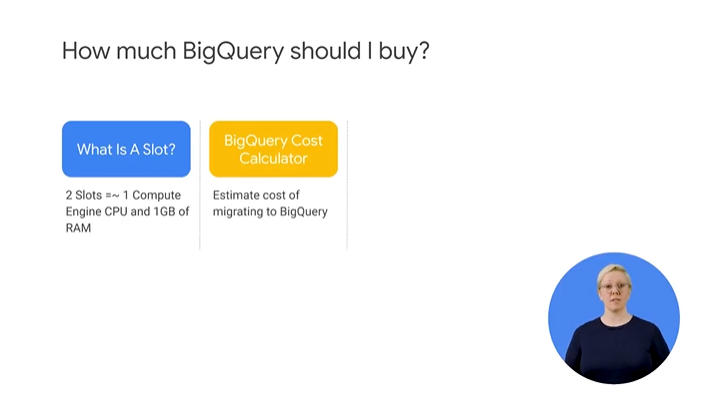 How much BigQuery should I buy?
What Is A Slot?
2 Slots =~ 1 Compute
Engine CPU and 1GB of
RAM
BigQuery Cost
Calculator
Estimate cost of
migrating to BigQuery